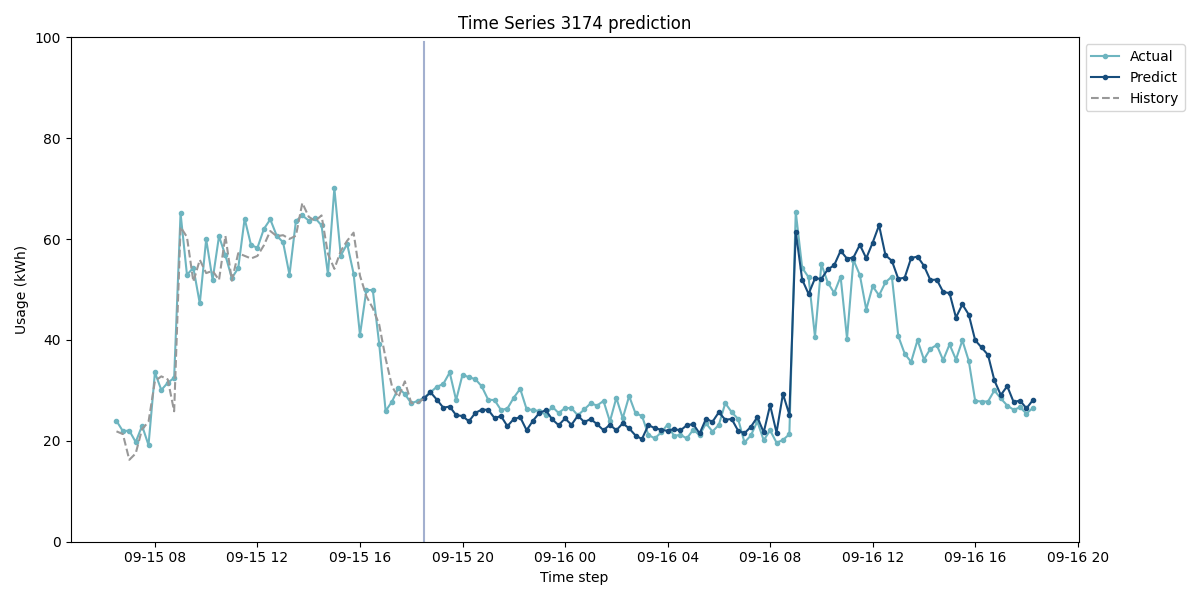 Time Series 3174 prediction
100
80
60
40
20
0
Usage (kWh)
09-15 08
09-15 12
09-15 16
09-15 20
09-16 00
09-16 04
09-16 08
09-16 12
09-16 16
09-16 20
Time step
Actual
Predict
History